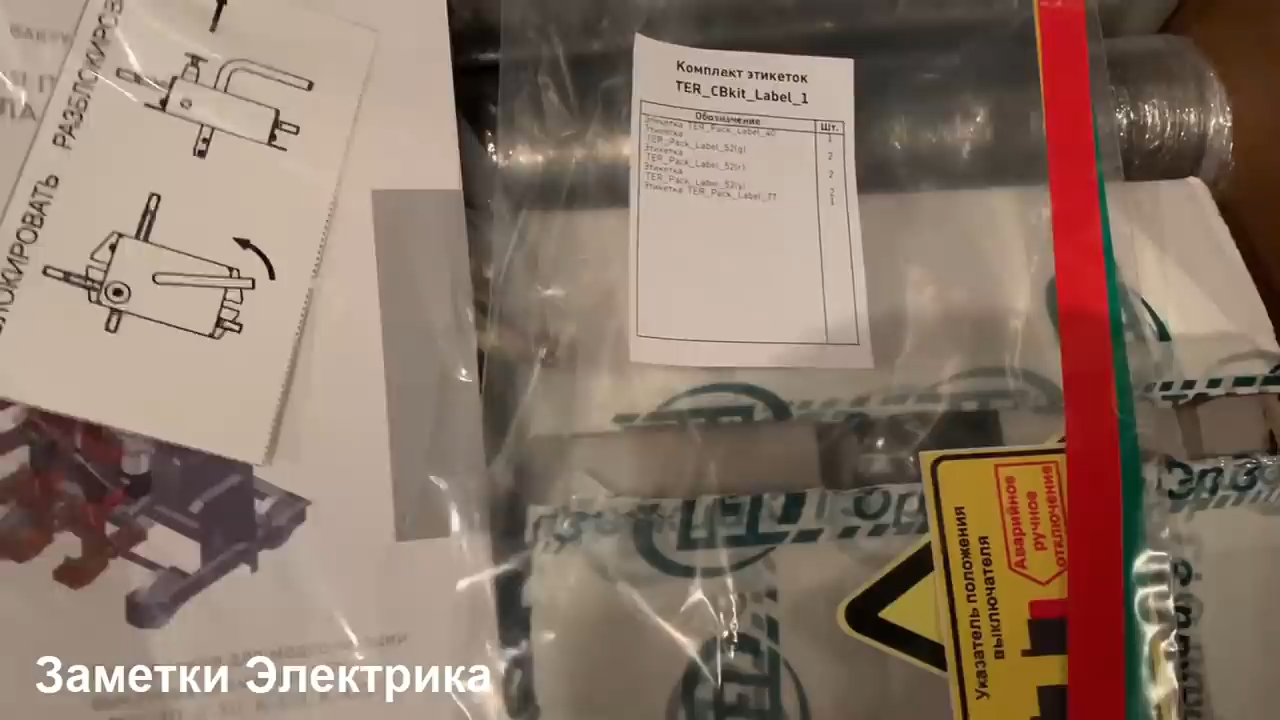 РАЗБЛОКИРОВ
БЛОКИРОВАТЬ
Комплект этикеток
TER_CBkit_Label_1
Обозначение Шт.
Этикетка TER_Pack_Label_40 1
Этикетка
TER_Pack_Label_52(g) 2
Этикетка
TER_Pack_Label_52(r) 2
Этикетка
TER_Pack_Label_52(y) 2
Этикетка TER_Pack_Label_77 1
Указатель положения
выключателя
Аварийное
ручное
отключение
Заметки Электрика